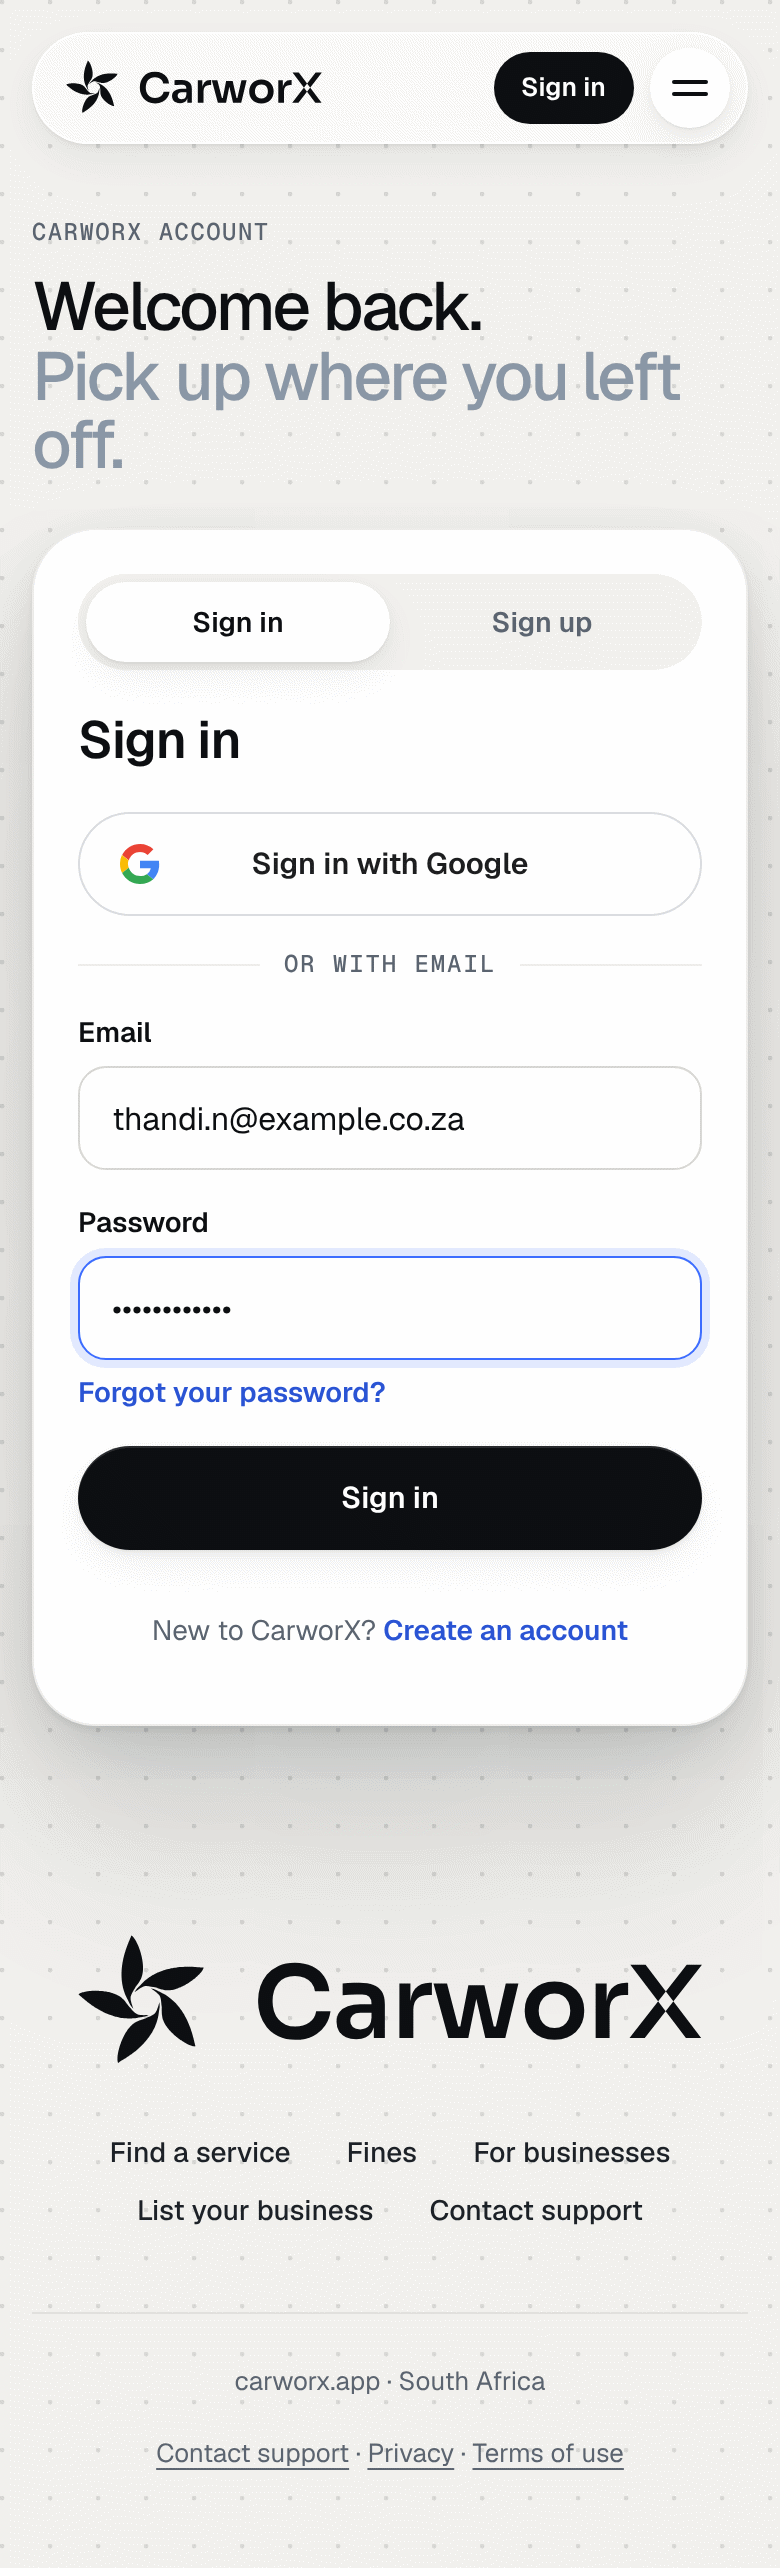 CarworX
Sign in
CARWORX ACCOUNT
Welcome back.
Pick up where you left
off.
Sign in
Sign up
Sign in
Sign in with Google
OR WITH EMAIL
Email
thandi.n@example.co.za
Password
••••••••••••
Forgot your password?
Sign in
New to CarworX? Create an account
CarworX
Find a service
Fines
For businesses
List your business
Contact support
carworx.app · South Africa
Contact support · Privacy · Terms of use